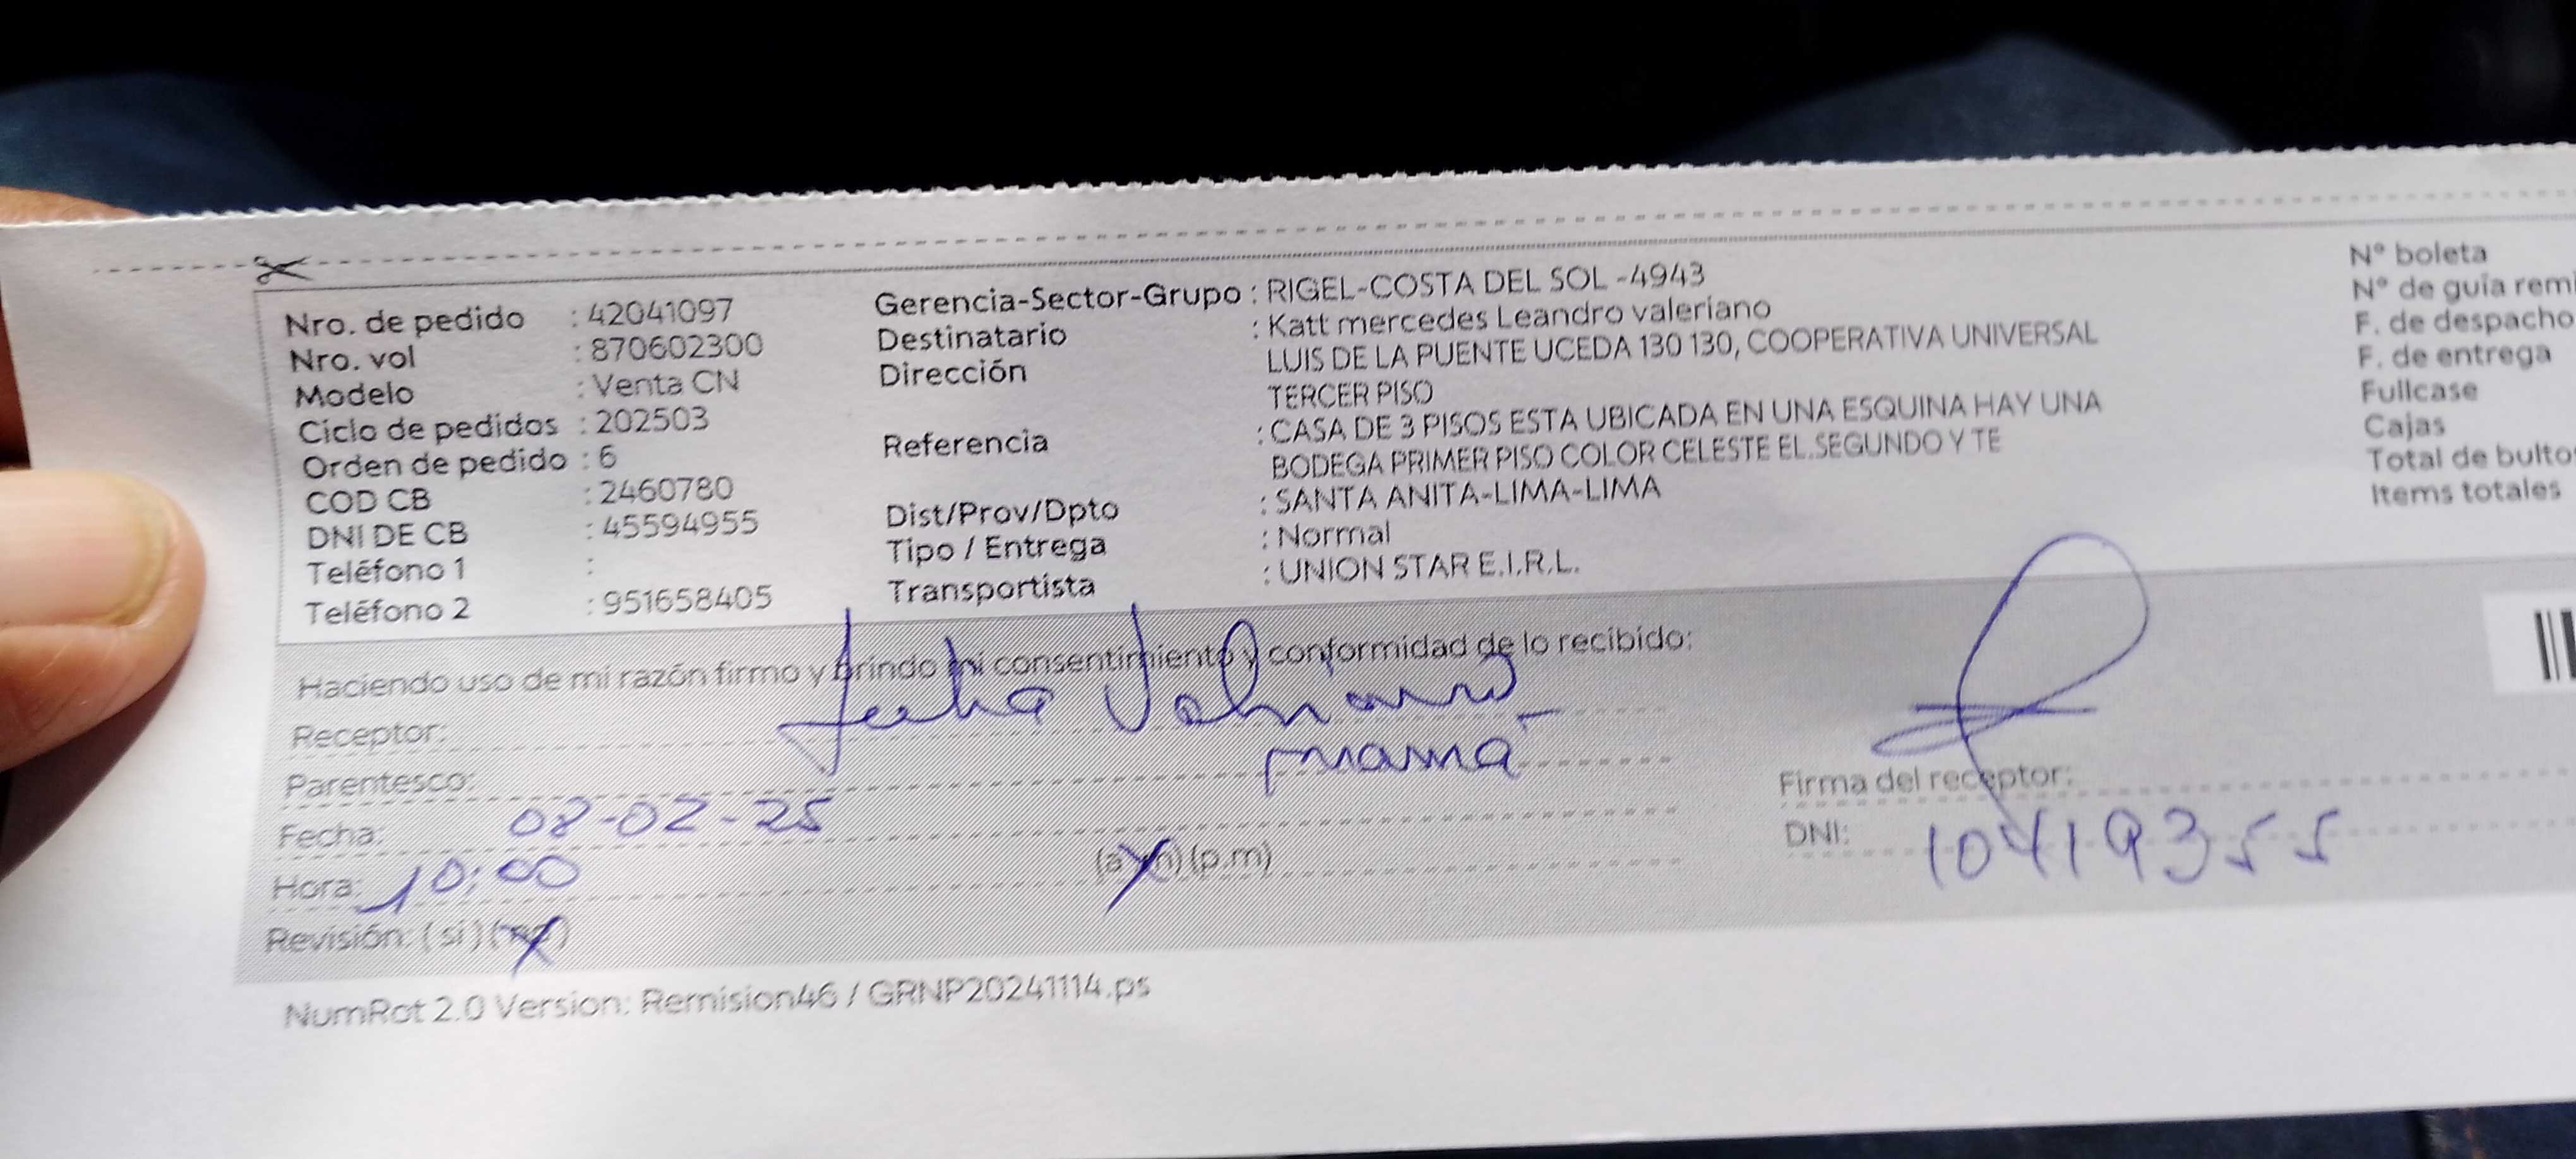 Nro. de pedido : 42041097
Nro. vol : 870602300
Modelo : Venta CN
Ciclo de pedidos : 202503
Orden de pedido : 6
COD CB : 2460780
DNI DE CB : 45594955
Teléfono 1 :
Teléfono 2 : 951658405
Gerencia-Sector-Grupo : RIGEL-COSTA DEL SOL -4943
Destinatario : Katt mercedes Leandro valeriano
Dirección LUIS DE LA PUENTE UCEDA 130 130, COOPERATIVA UNIVERSAL
TERCER PISO
Referencia : CASA DE 3 PISOS ESTA UBICADA EN UNA ESQUINA HAY UNA
BODEGA PRIMER PISO COLOR CELESTE EL.SEGUNDO Y TE
Dist/Prov/Dpto : SANTA ANITA-LIMA-LIMA
Tipo / Entrega : Normal
Transportista : UNION STAR E.I.R.L.
N° boleta
N° de guía remi
F. de despacho
F. de entrega
Fullcase
Cajas
Total de bulto
Items totales
Haciendo uso de mi razón firmo y brindo mi consentimiento y conformidad de lo recibido:
Receptor:
Parentesco: mamá
Fecha: 08-02-25
Hora: 10:00 (a.m) (p.m)
Revisión: (si) (no)
Firma del receptor:
DNI: 10419355
NumRot 2.0 Version: Remision46 / GRNP20241114.ps